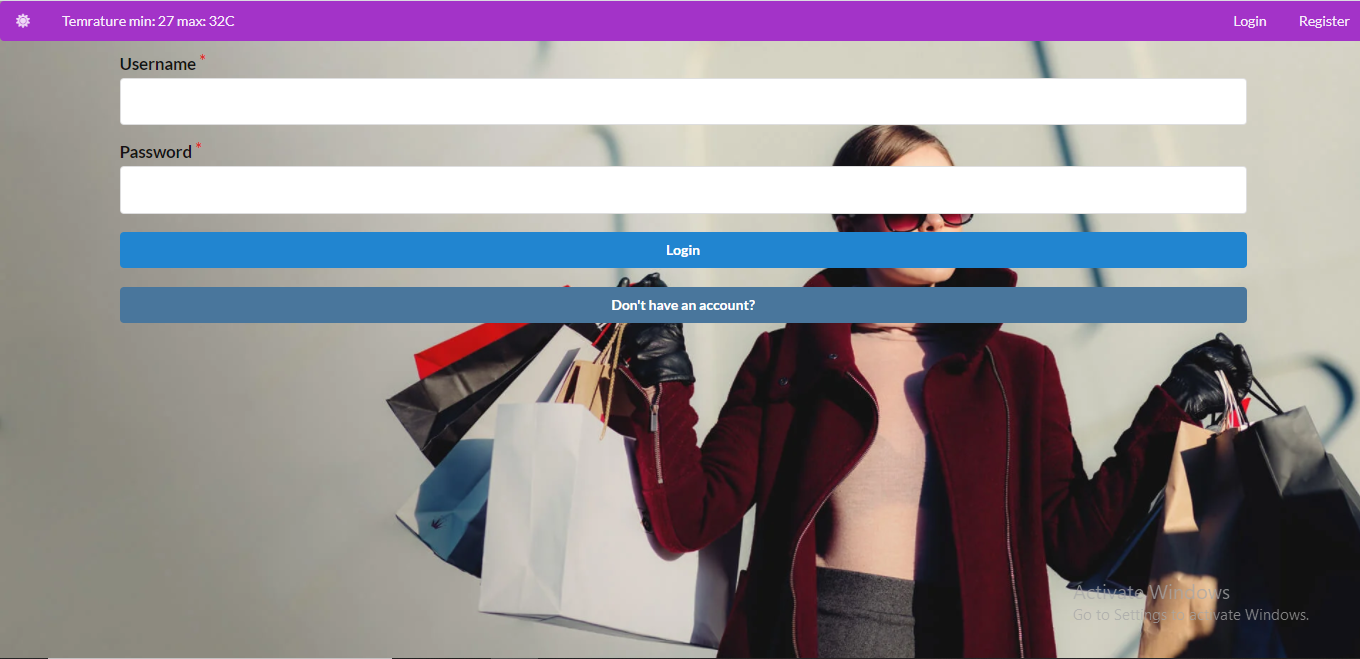 Temrature min: 27 max: 32C
Login
Register
Username *
Password *
Login
Don't have an account?
Activate Windows
Go to Settings to activate Windows.